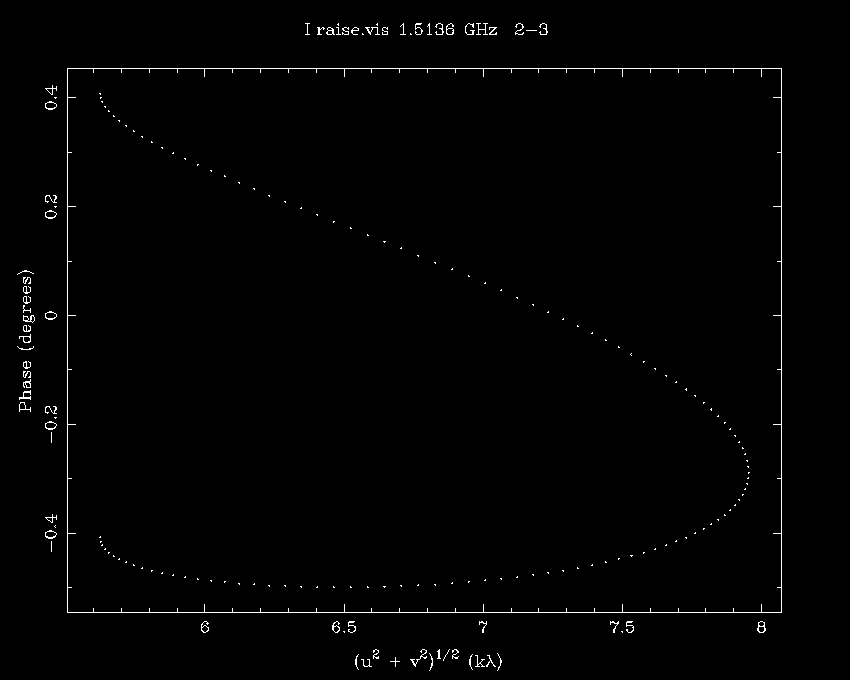 I raise.vis 1.5136 GHz 2−3
Phase (degrees)
0.4
0.2
0
−0.2
−0.4
6 6.5 7 7.5 8
(u² + v²)¹/² (kλ)